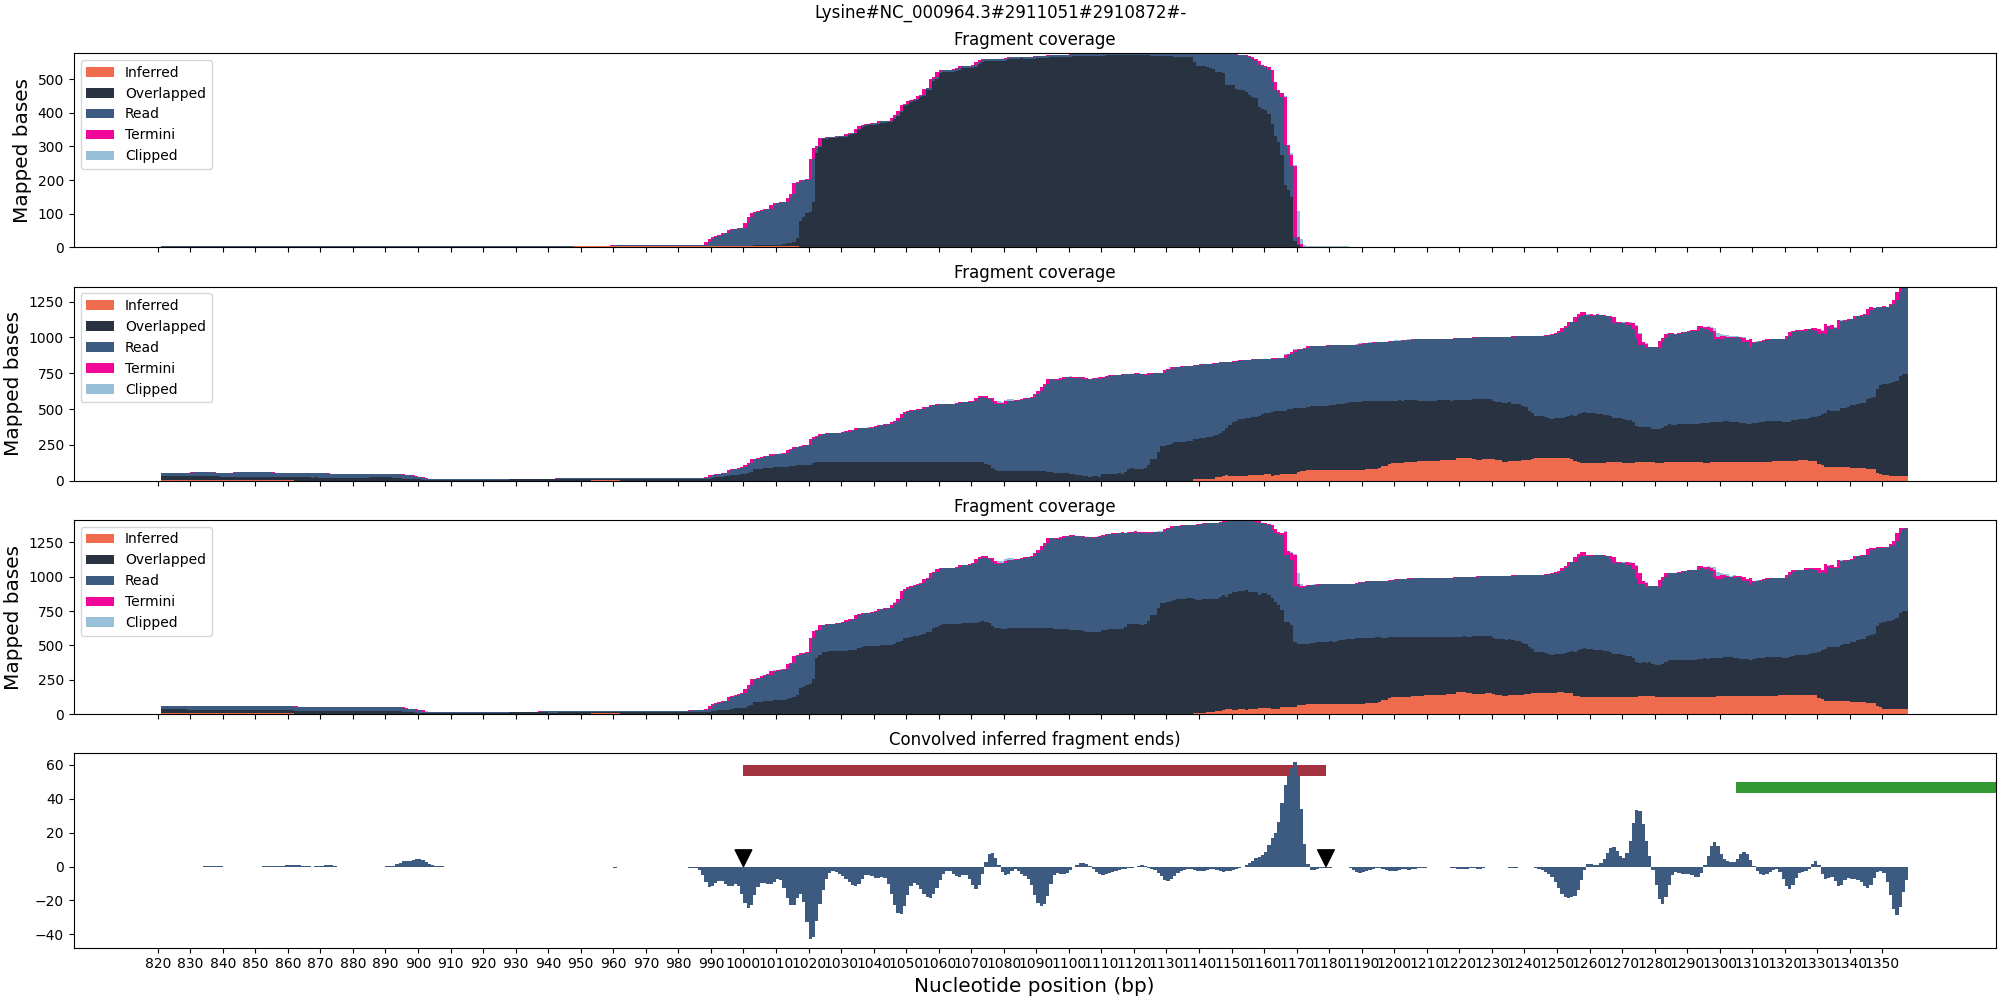 Lysine#NC_000964.3#2911051#2910872#-
Fragment coverage
Mapped bases
500
400
300
200
100
0
Inferred
Overlapped
Read
Termini
Clipped
Fragment coverage
Mapped bases
1250
1000
750
500
250
0
Inferred
Overlapped
Read
Termini
Clipped
Fragment coverage
Mapped bases
1250
1000
750
500
250
0
Inferred
Overlapped
Read
Termini
Clipped
Convolved inferred fragment ends)
60
40
20
0
−20
−40
820 830 840 850 860 870 880 890 900 910 920 930 940 950 960 970 980 990 1000 1010 1020 1030 1040 1050 1060 1070 1080 1090 1100 1110 1120 1130 1140 1150 1160 1170 1180 1190 1200 1210 1220 1230 1240 1250 1260 1270 1280 1290 1300 1310 1320 1330 1340 1350
Nucleotide position (bp)